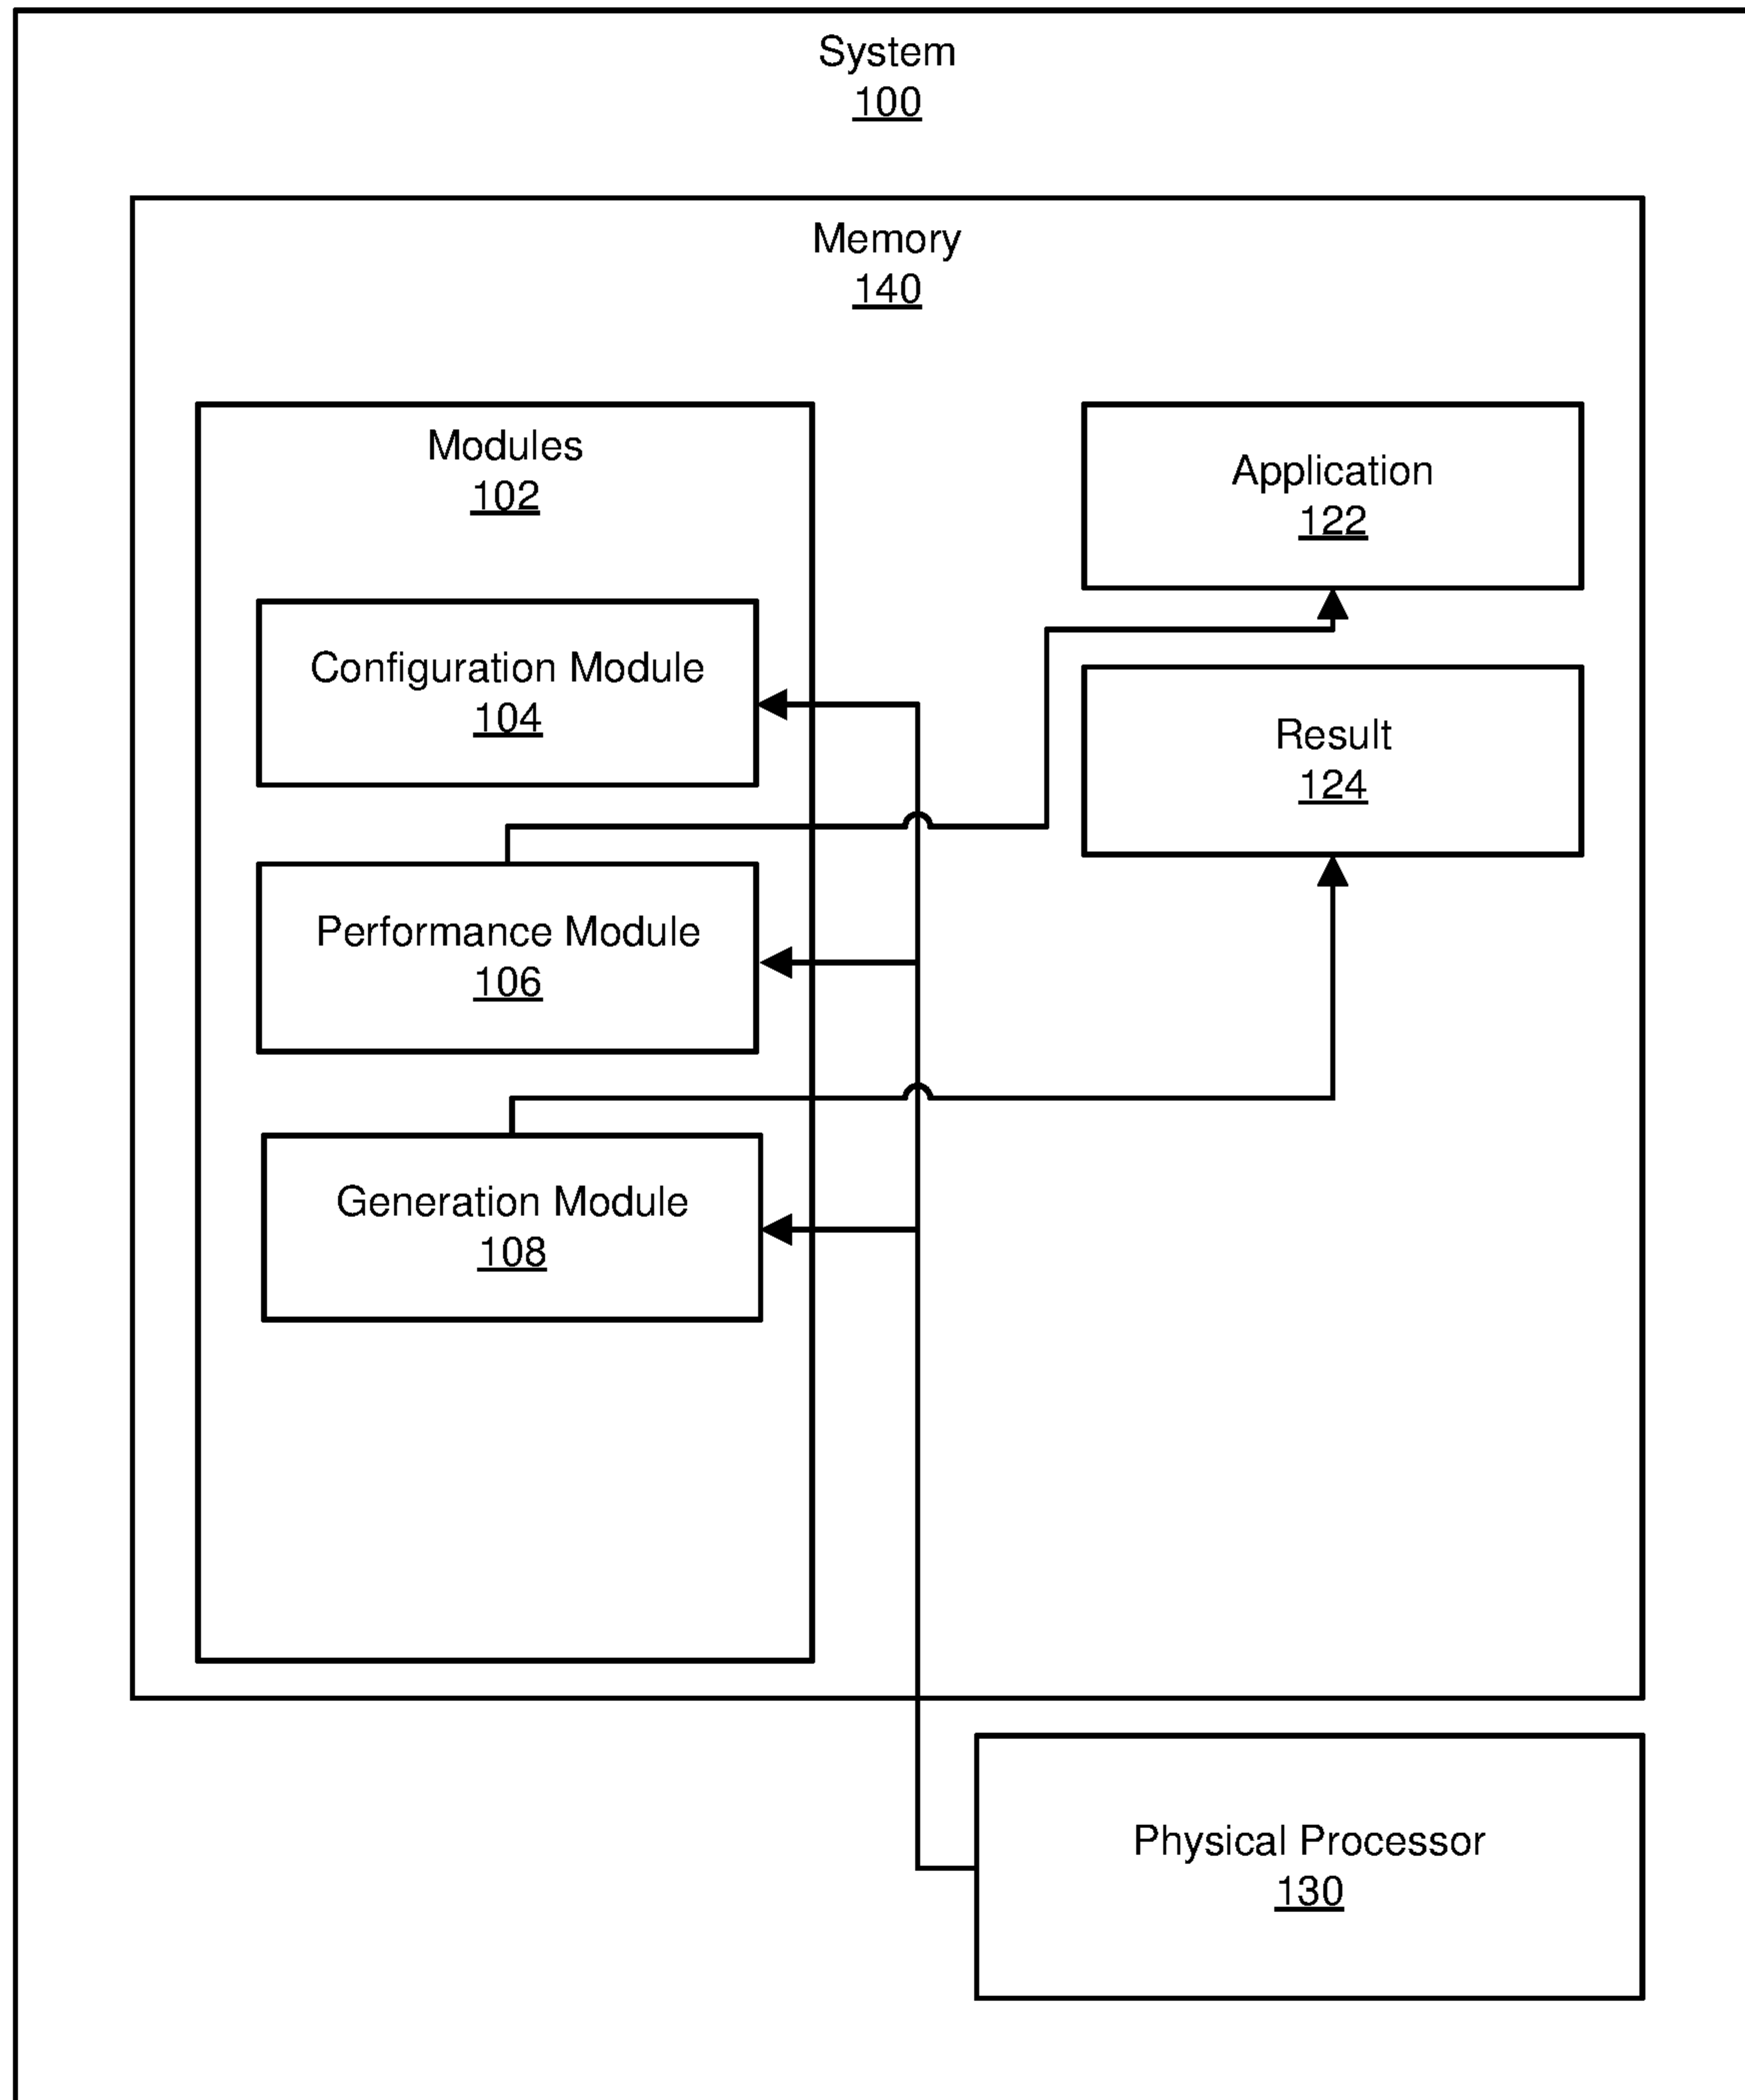 System
100
Memory
140
Modules
102
Application
122
Configuration Module
104
Result
124
Performance Module
106
Generation Module
108
Physical Processor
130